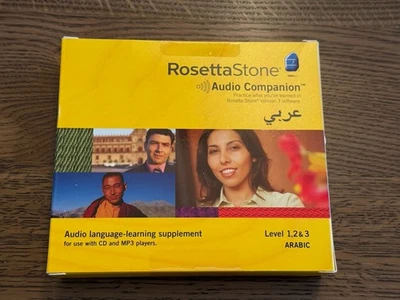 RosettaStone
Audio Companion™
Practice what you've learned in
Rosetta Stone® Version 3 software.
عربي
Audio language-learning supplement
for use with CD and MP3 players.
Level 1,2 & 3
ARABIC